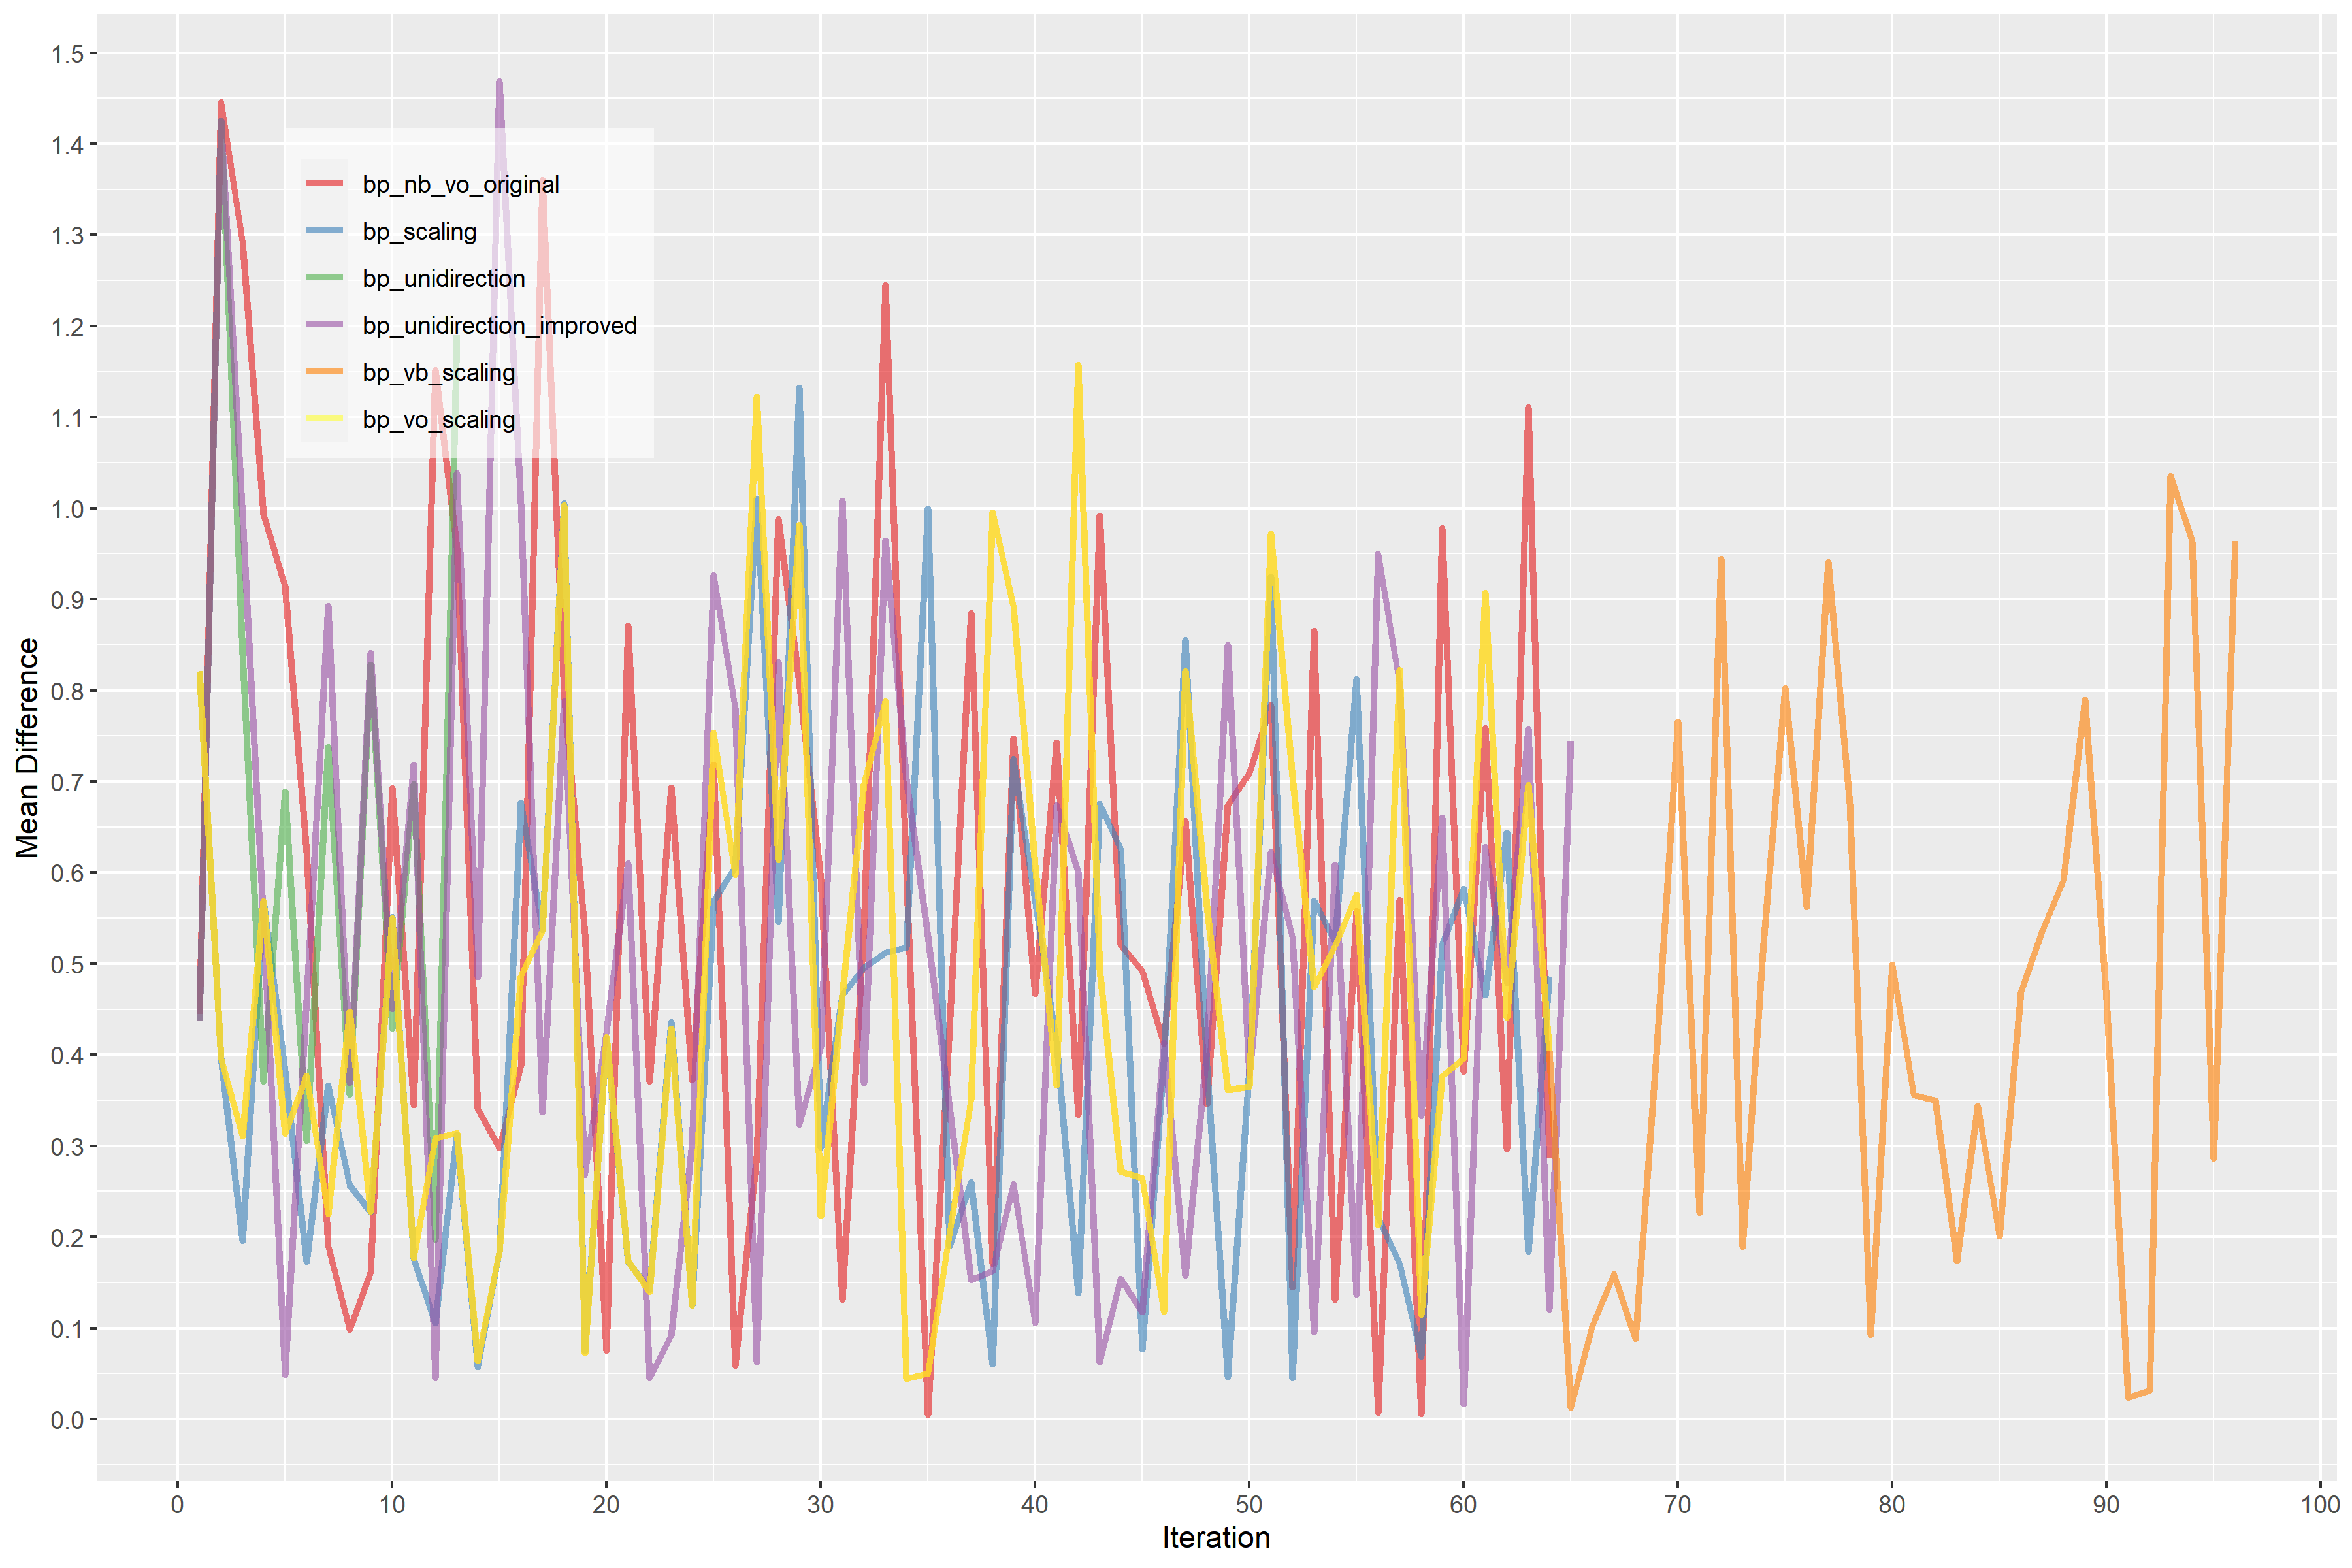 Mean Difference
1.5
1.4
1.3
1.2
1.1
1.0
0.9
0.8
0.7
0.6
0.5
0.4
0.3
0.2
0.1
0.0
bp_nb_vo_original
bp_scaling
bp_unidirection
bp_unidirection_improved
bp_vb_scaling
bp_vo_scaling
0 10 20 30 40 50 60 70 80 90 100
Iteration